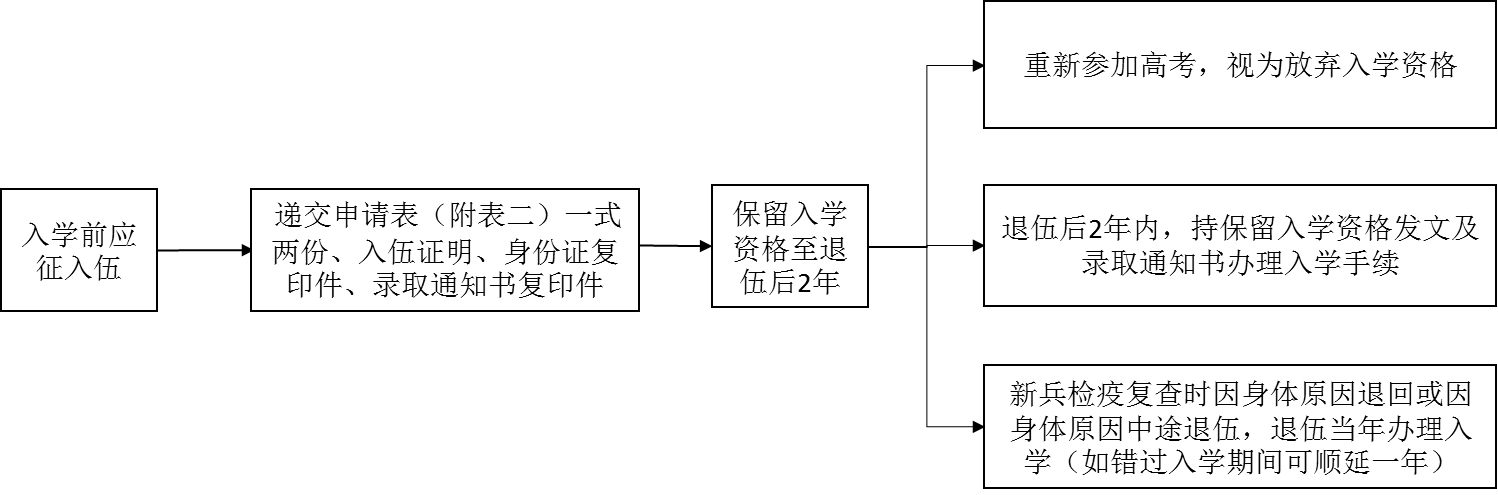 入学前应
征入伍
递交申请表（附表二）一式
两份、入伍证明、身份证复
印件、录取通知书复印件
保留入学
资格至退
伍后2年
重新参加高考，视为放弃入学资格
退伍后2年内，持保留入学资格发文及
录取通知书办理入学手续
新兵检疫复查时因身体原因退回或因
身体原因中途退伍，退伍当年办理入
学（如错过入学期间可顺延一年）